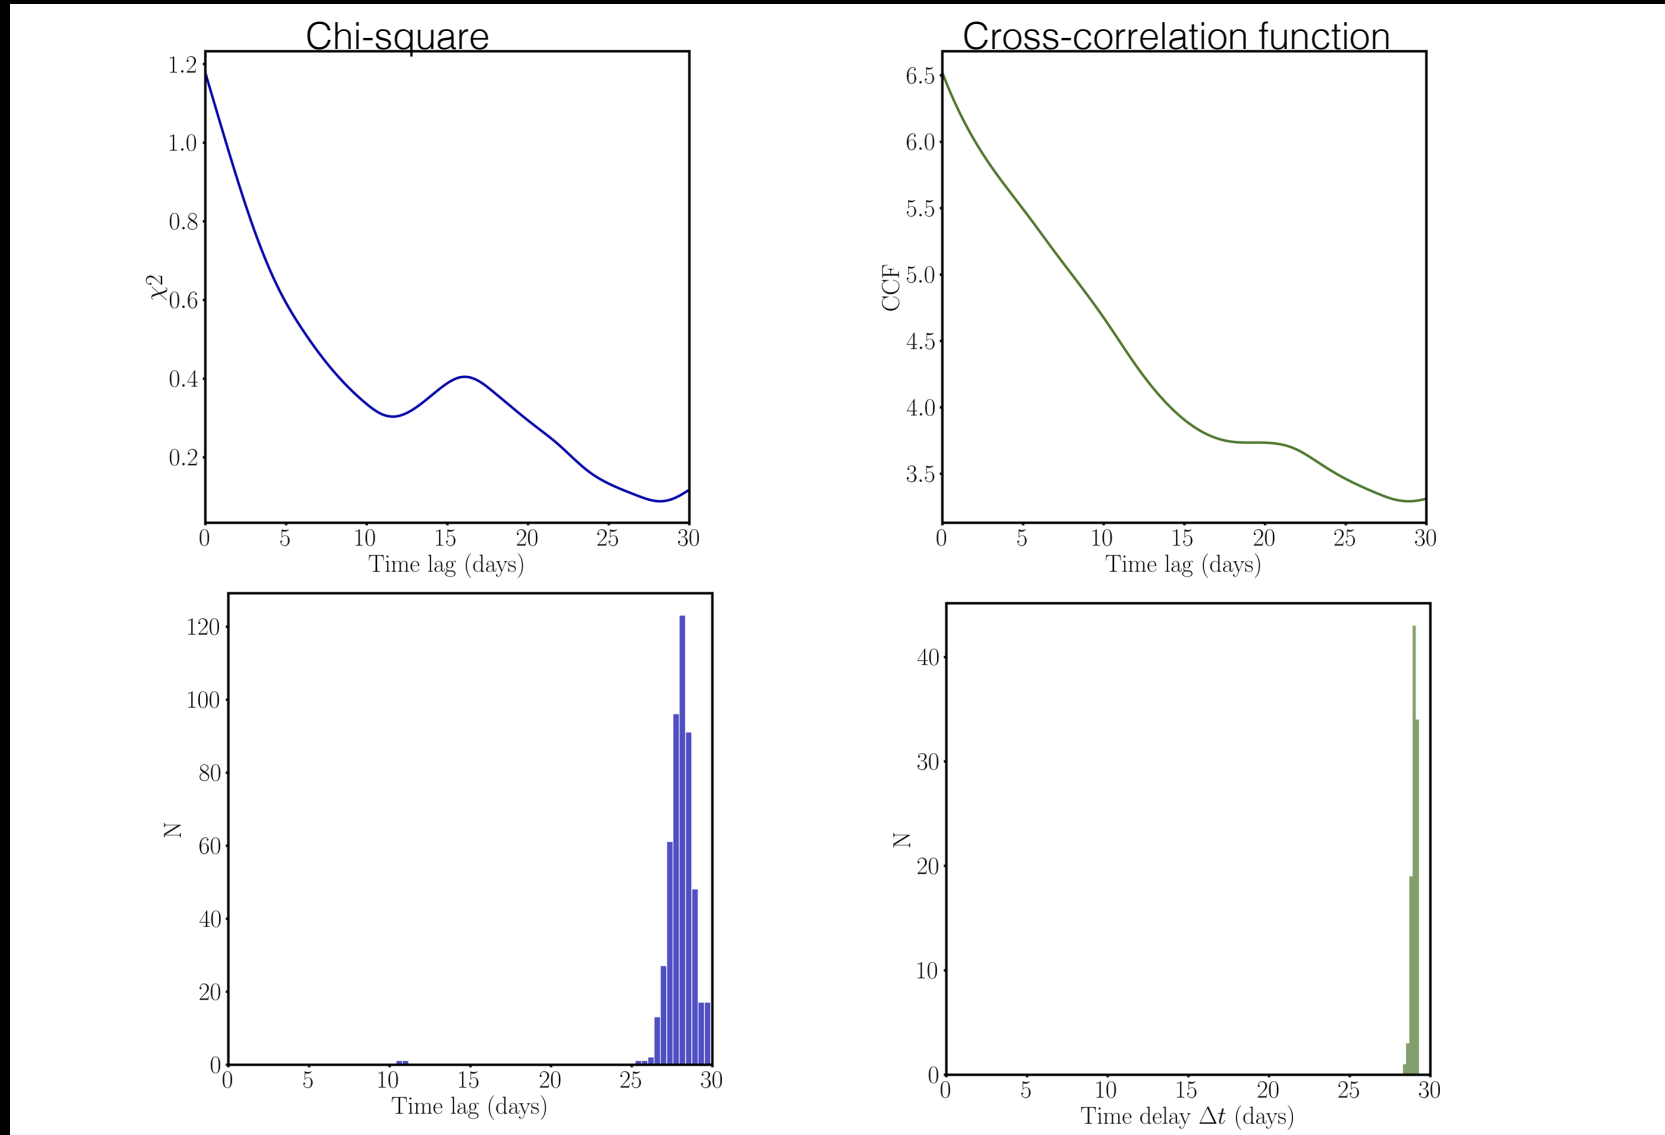 Chi-square
1.2
1.0
0.8
0.6
0.4
0.2
χ2
0 5 10 15 20 25 30
Time lag (days)
Cross-correlation function
6.5
6.0
5.5
5.0
4.5
4.0
3.5
CCF
0 5 10 15 20 25 30
Time lag (days)
120
100
80
60
40
20
0
N
0 5 10 15 20 25 30
Time lag (days)
40
30
20
10
0
N
0 5 10 15 20 25 30
Time delay Δt (days)